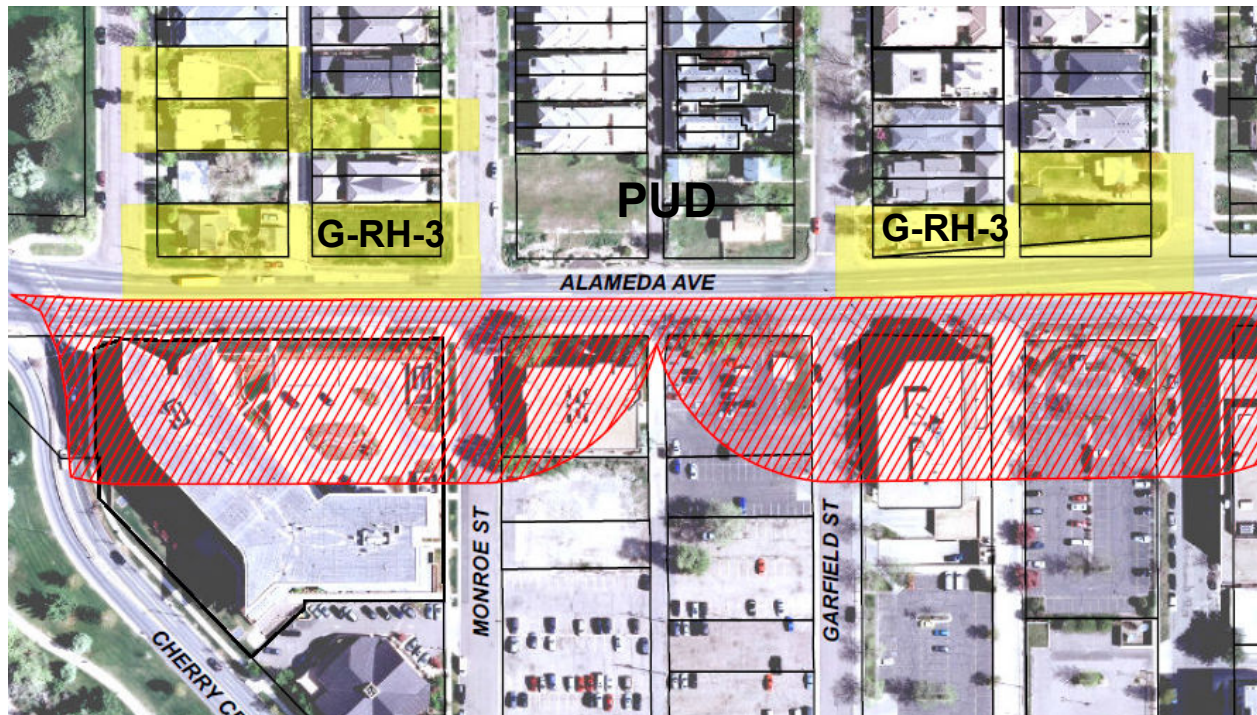 PUD
G-RH-3
G-RH-3
ALAMEDA AVE
MONROE ST
GARFIELD ST
CHERRY